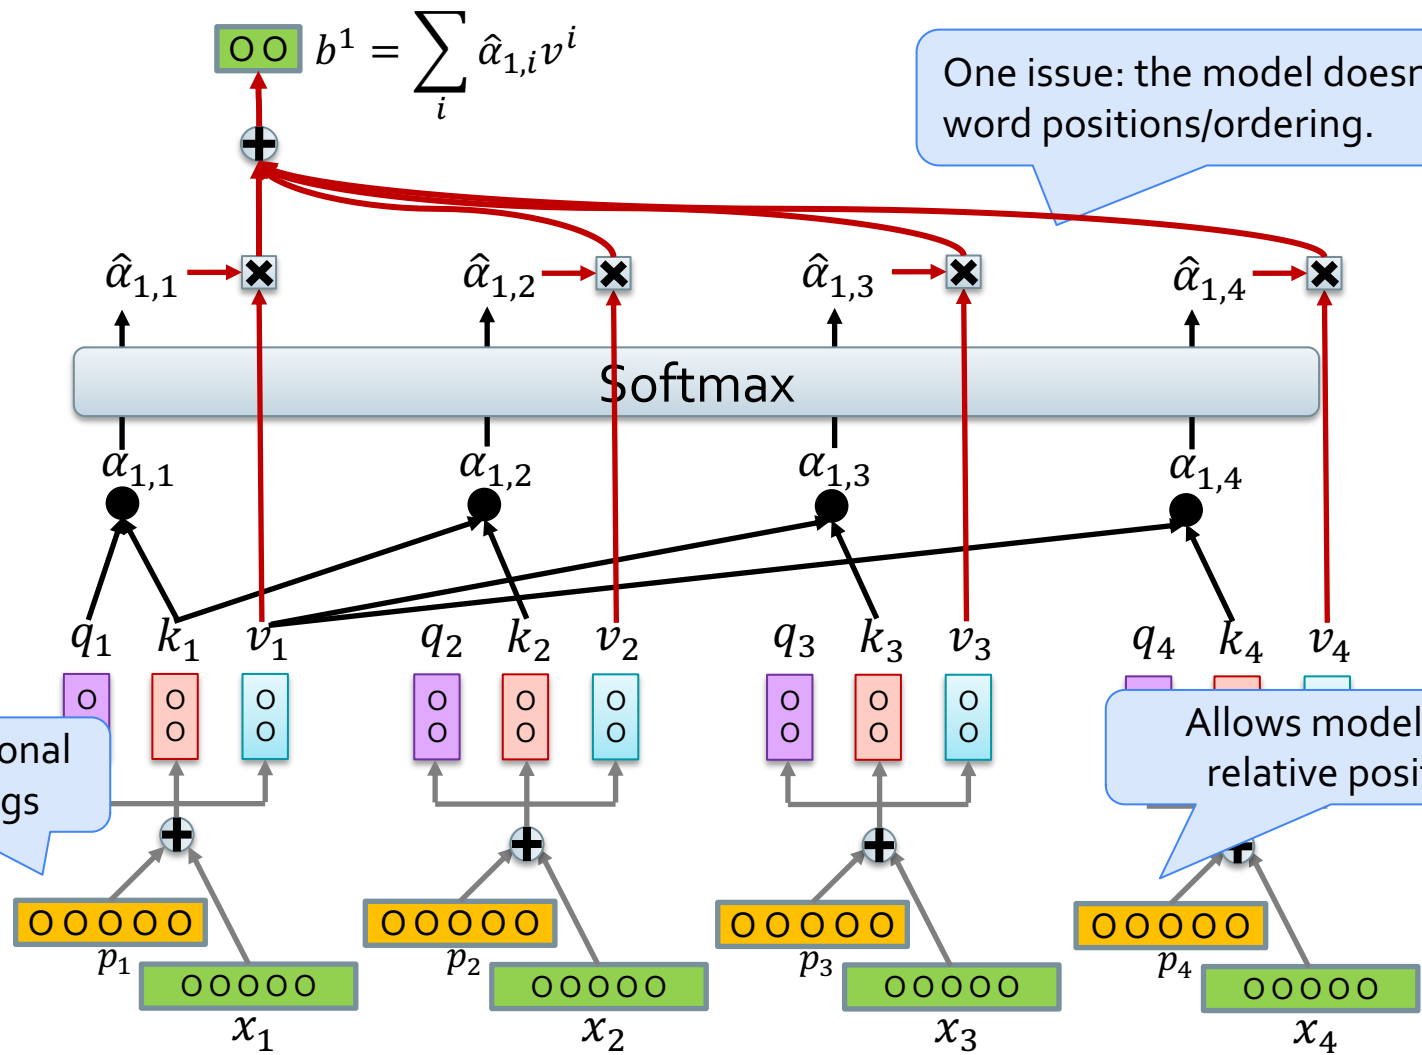 O O b¹ = ∑ᵢ α̂₁,ᵢvⁱ
One issue: the model doesn
word positions/ordering.
α̂₁,₁ α̂₁,₂ α̂₁,₃ α̂₁,₄
Softmax
α₁,₁ α₁,₂ α₁,₃ α₁,₄
q₁ k₁ v₁ q₂ k₂ v₂ q₃ k₃ v₃ q₄ k₄ v₄
O O O O O O O O O
O O O O O O O O
onal
gs
Allows model
relative posit
O O O O O O O O O O O O O O O O O O O O
p₁ p₂ p₃ p₄
O O O O O O O O O O O O O O O O O O O O
x₁ x₂ x₃ x₄